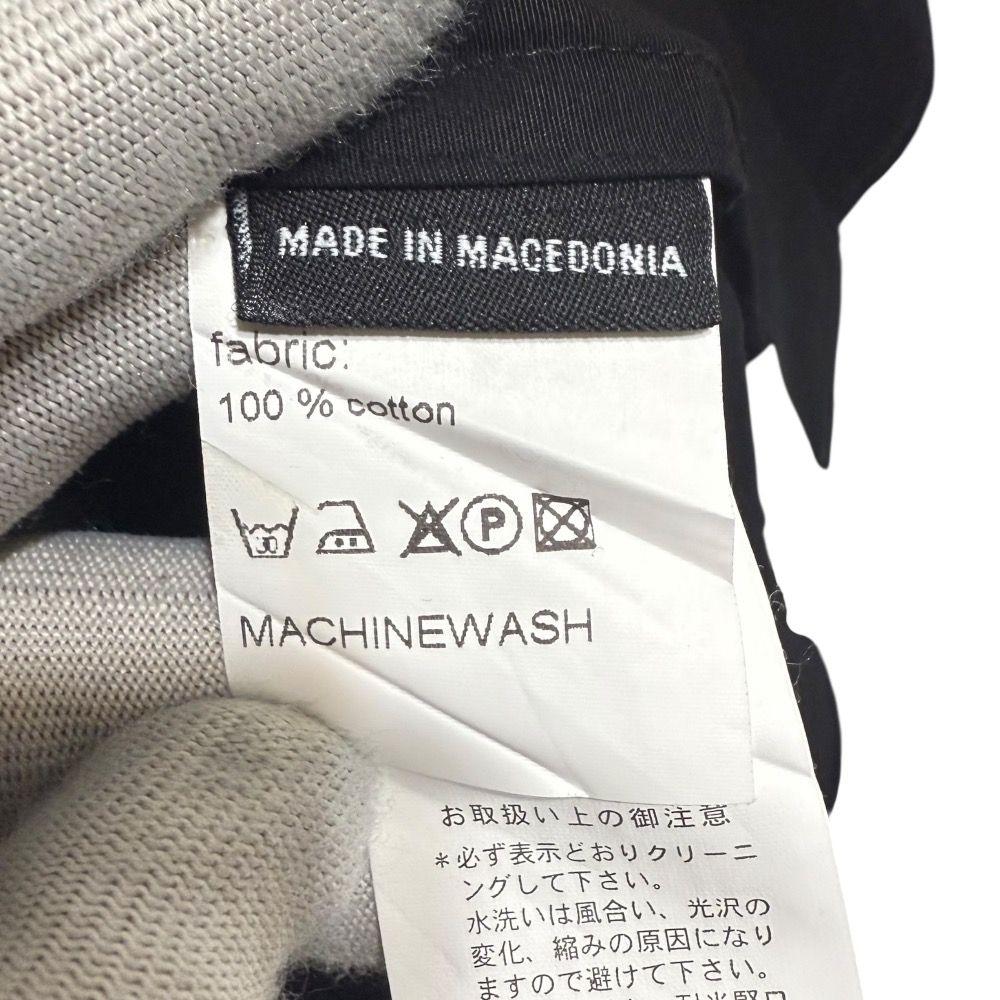 MADE IN MACEDONIA
fabric:
100 % cotton
P
MACHINEWASH
お取扱い上の御注意
*必ず表示どおりクリーニ
ングして下さい。
水洗いは風合い、光沢の
変化、縮みの原因になり
ますので避けて下さい。